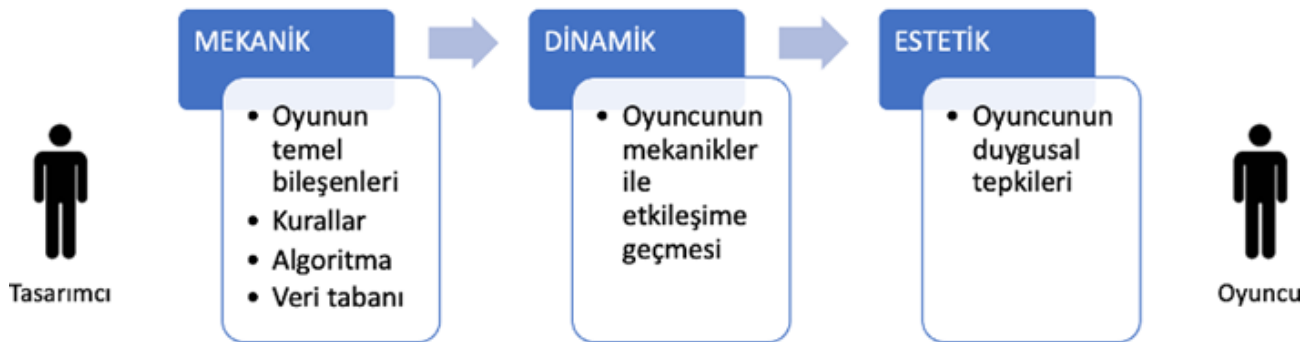 MEKANİK
• Oyunun
temel
bileşenleri
• Kurallar
• Algoritma
• Veri tabanı
DİNAMİK
• Oyuncunun
mekanikler
ile
etkileşime
geçmesi
ESTETİK
• Oyuncunun
duygusal
tepkileri
Tasarımcı
Oyuncu